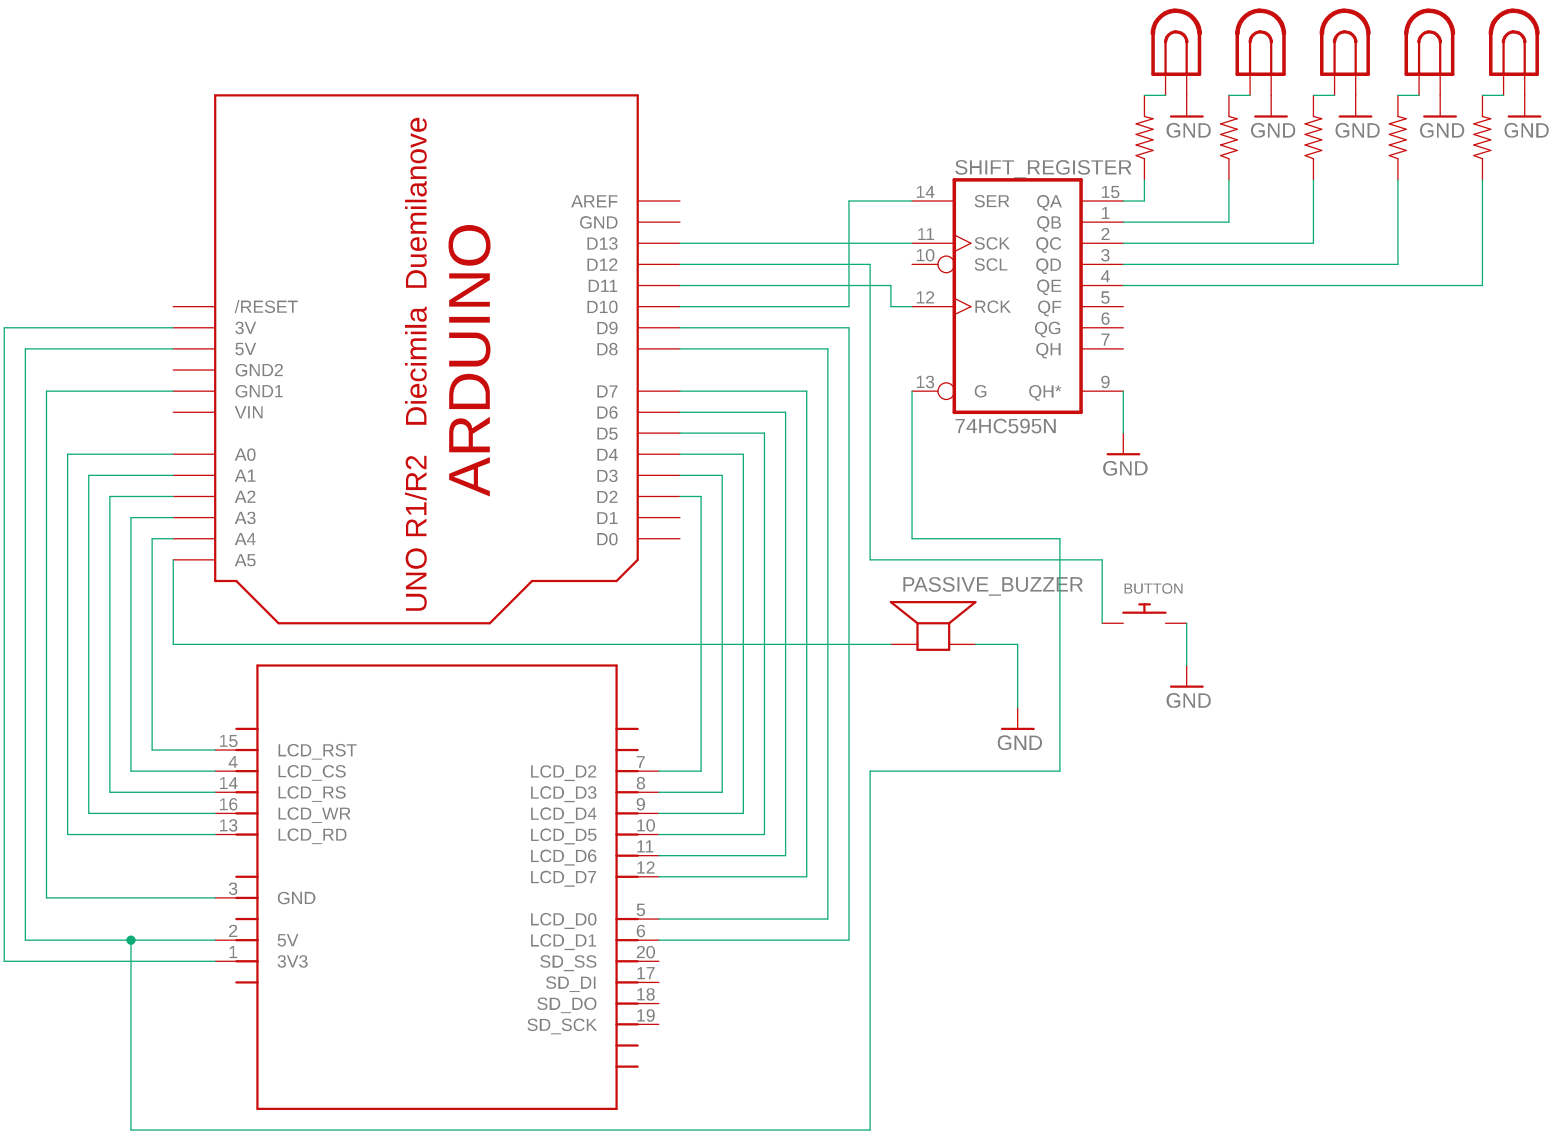 GND GND GND GND GND
SHIFT_REGISTER
14 SER QA 15
QB 1
11 SCK QC 2
10 SCL QD 3
QE 4
12 RCK QF 5
QG 6
QH 7
13 G QH* 9
74HC595N
GND
UNO R1/R2 Diecimila Duemilanove
ARDUINO
/RESET
3V
5V
GND2
GND1
VIN
A0
A1
A2
A3
A4
A5
AREF
GND
D13
D12
D11
D10
D9
D8
D7
D6
D5
D4
D3
D2
D1
D0
PASSIVE_BUZZER
GND
BUTTON
GND
15 LCD_RST
4 LCD_CS
14 LCD_RS
16 LCD_WR
13 LCD_RD
3 GND
2 5V
1 3V3
LCD_D2 7
LCD_D3 8
LCD_D4 9
LCD_D5 10
LCD_D6 11
LCD_D7 12
LCD_D0 5
LCD_D1 6
SD_SS 20
SD_DI 17
SD_DO 18
SD_SCK 19